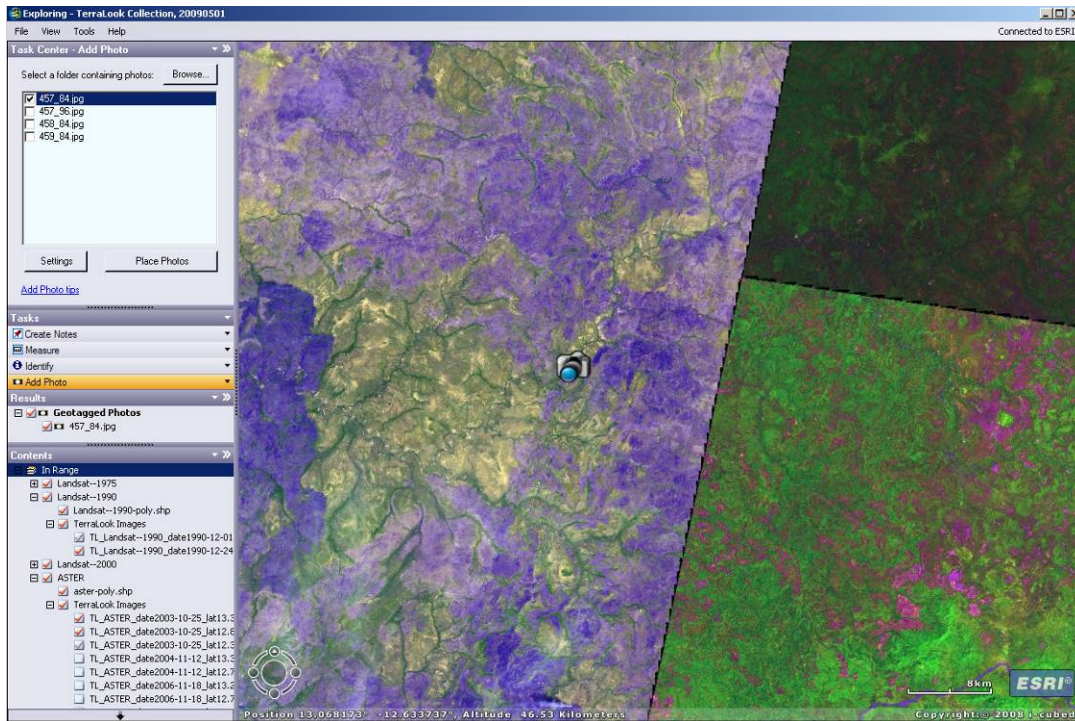 Exploring - TerraLook Collection, 20090501
File View Tools Help
Connected to ESRI
Task Center - Add Photo
Select a folder containing photos: Browse...
457_84.jpg
457_96.jpg
458_84.jpg
459_84.jpg
Settings Place Photos
Add Photo tips
Tasks
Create Notes
Measure
Identify
Add Photo
Results
Geotagged Photos
457_84.jpg
Contents
In Range
Landsat--1975
Landsat--1990
Landsat--1990-poly.shp
TerraLook Images
TL_Landsat--1990_date1990-12-01
TL_Landsat--1990_date1990-12-24
Landsat--2000
ASTER
aster-poly.shp
TerraLook Images
TL_ASTER_date2003-10-25_lat13.3
TL_ASTER_date2003-10-25_lat12.8
TL_ASTER_date2003-10-25_lat12.3
TL_ASTER_date2004-11-12_lat13.3
TL_ASTER_date2004-11-12_lat12.7
TL_ASTER_date2006-11-18_lat13.2
TL_ASTER_date2006-11-18_lat12.7
8km
ESRI®
Position 13.068173° -12.633737°, Altitude 46.53 Kilometers
Copyright:© 2008 i-cubed